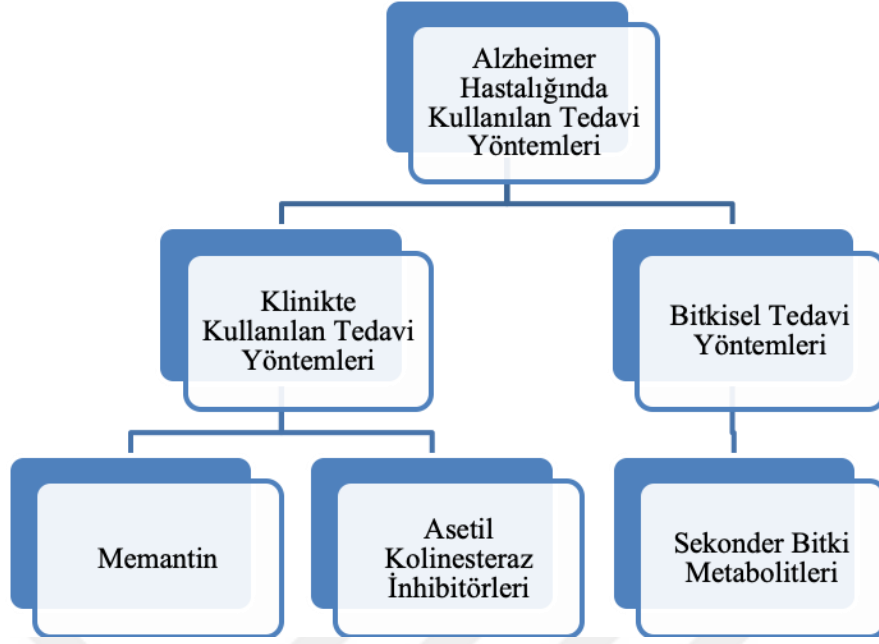 Alzheimer
Hastalığında
Kullanılan Tedavi
Yöntemleri
Klinikte
Kullanılan Tedavi
Yöntemleri
Bitkisel Tedavi
Yöntemleri
Memantin
Asetil
Kolinesteraz
İnhibitörleri
Sekonder Bitki
Metabolitleri